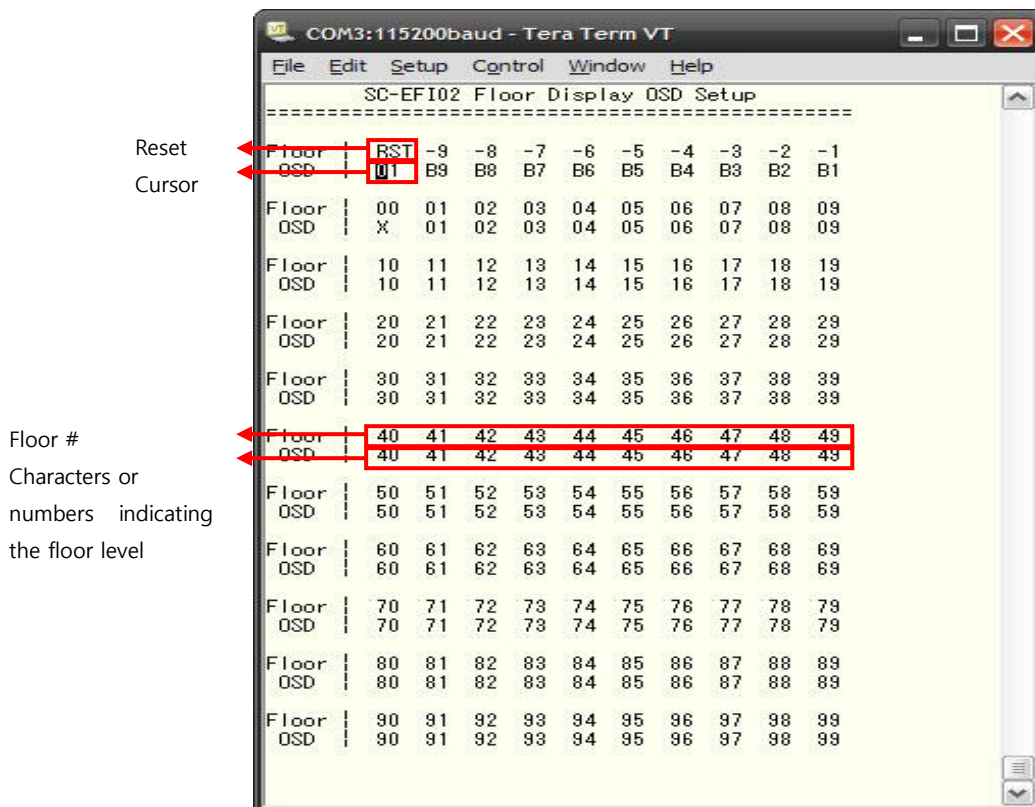 COM3:115200baud - Tera Term VT
File Edit Setup Control Window Help
SC-EFI02 Floor Display OSD Setup
================================================
Reset
Floor ¦ RST -9 -8 -7 -6 -5 -4 -3 -2 -1
Cursor
OSD ¦ 01 B9 B8 B7 B6 B5 B4 B3 B2 B1
Floor ¦ 00 01 02 03 04 05 06 07 08 09
OSD ¦ X 01 02 03 04 05 06 07 08 09
Floor ¦ 10 11 12 13 14 15 16 17 18 19
OSD ¦ 10 11 12 13 14 15 16 17 18 19
Floor ¦ 20 21 22 23 24 25 26 27 28 29
OSD ¦ 20 21 22 23 24 25 26 27 28 29
Floor ¦ 30 31 32 33 34 35 36 37 38 39
OSD ¦ 30 31 32 33 34 35 36 37 38 39
Floor #
Floor ¦ 40 41 42 43 44 45 46 47 48 49
Characters or
numbers indicating
the floor level
OSD ¦ 40 41 42 43 44 45 46 47 48 49
Floor ¦ 50 51 52 53 54 55 56 57 58 59
OSD ¦ 50 51 52 53 54 55 56 57 58 59
Floor ¦ 60 61 62 63 64 65 66 67 68 69
OSD ¦ 60 61 62 63 64 65 66 67 68 69
Floor ¦ 70 71 72 73 74 75 76 77 78 79
OSD ¦ 70 71 72 73 74 75 76 77 78 79
Floor ¦ 80 81 82 83 84 85 86 87 88 89
OSD ¦ 80 81 82 83 84 85 86 87 88 89
Floor ¦ 90 91 92 93 94 95 96 97 98 99
OSD ¦ 90 91 92 93 94 95 96 97 98 99